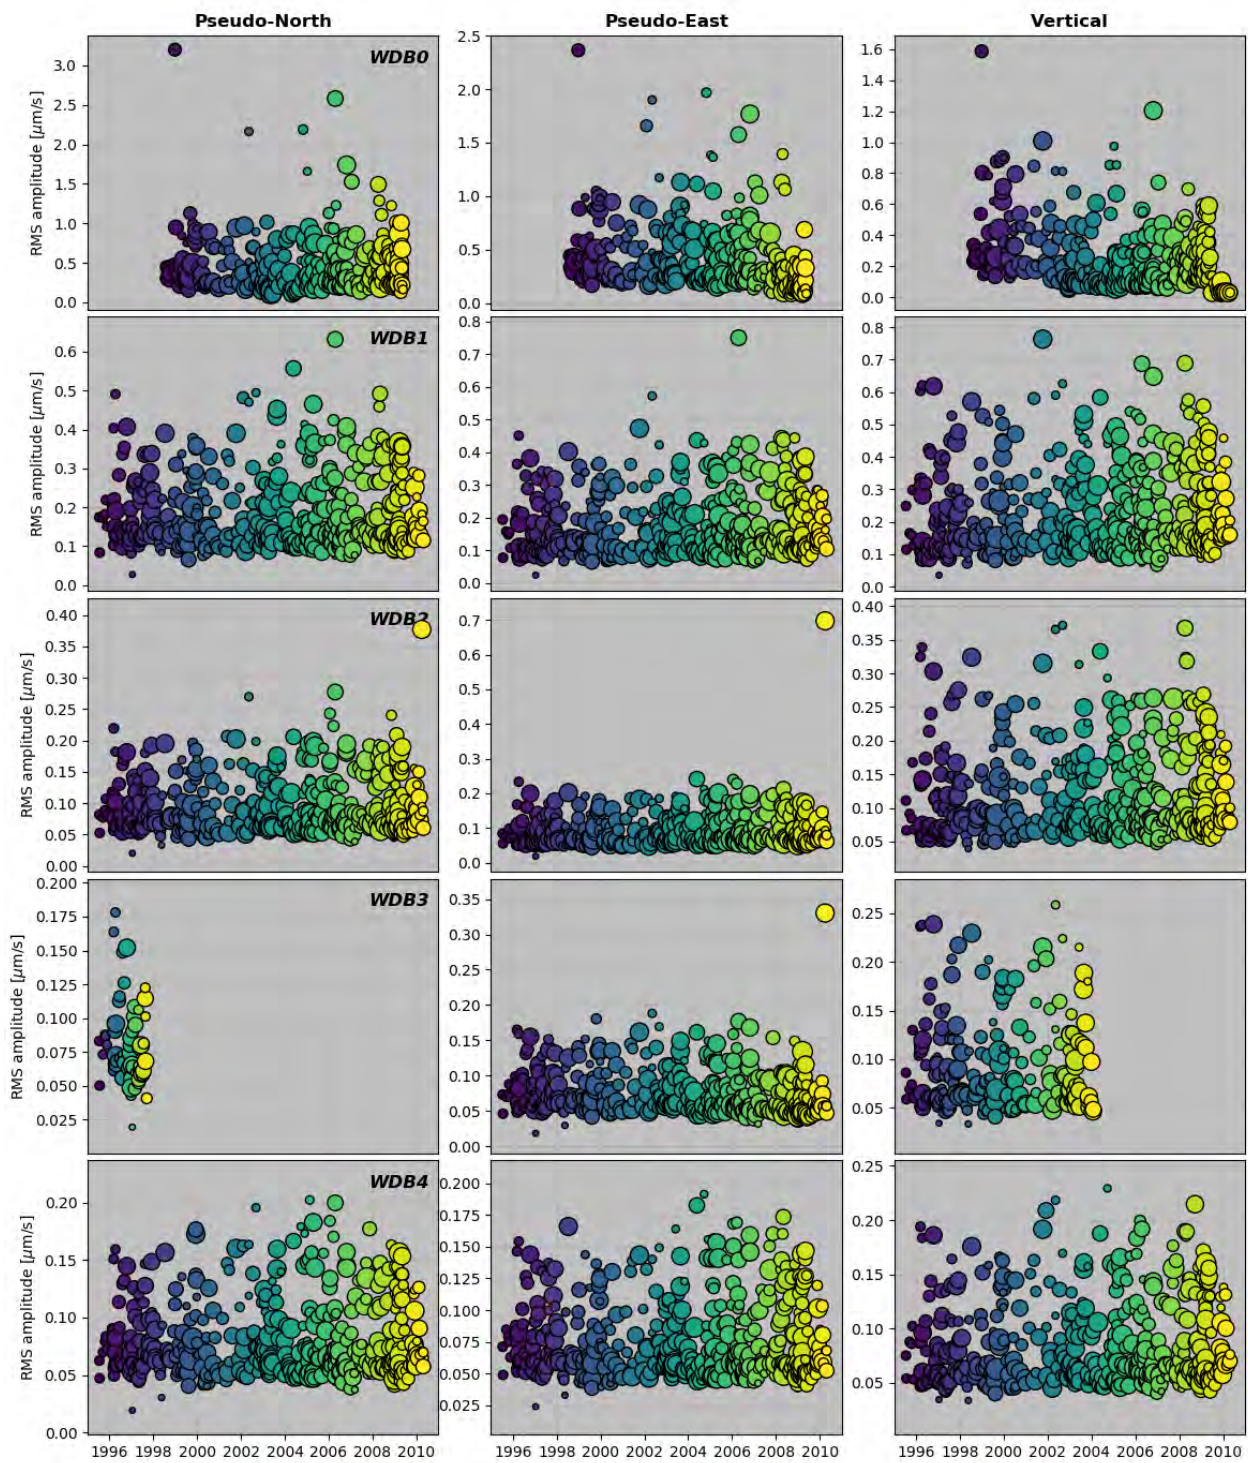 Pseudo-North Pseudo-East Vertical
WDB0
RMS amplitude [μm/s]
3.0 2.5 2.0 1.5 1.0 0.5 0.0
2.5 2.0 1.5 1.0 0.5 0.0
1.6 1.4 1.2 1.0 0.8 0.6 0.4 0.2 0.0
WDB1
RMS amplitude [μm/s]
0.6 0.5 0.4 0.3 0.2 0.1 0.0
0.8 0.7 0.6 0.5 0.4 0.3 0.2 0.1 0.0
0.8 0.7 0.6 0.5 0.4 0.3 0.2 0.1 0.0
WDB2
RMS amplitude [μm/s]
0.40 0.35 0.30 0.25 0.20 0.15 0.10 0.05 0.00
0.7 0.6 0.5 0.4 0.3 0.2 0.1 0.0
0.40 0.35 0.30 0.25 0.20 0.15 0.10 0.05
WDB3
RMS amplitude [μm/s]
0.200 0.175 0.150 0.125 0.100 0.075 0.050 0.025
0.35 0.30 0.25 0.20 0.15 0.10 0.05 0.00
0.25 0.20 0.15 0.10 0.05
WDB4
RMS amplitude [μm/s]
0.20 0.15 0.10 0.05 0.00
0.200 0.175 0.150 0.125 0.100 0.075 0.050 0.025
0.25 0.20 0.15 0.10 0.05
1996 1998 2000 2002 2004 2006 2008 2010
1996 1998 2000 2002 2004 2006 2008 2010
1996 1998 2000 2002 2004 2006 2008 2010